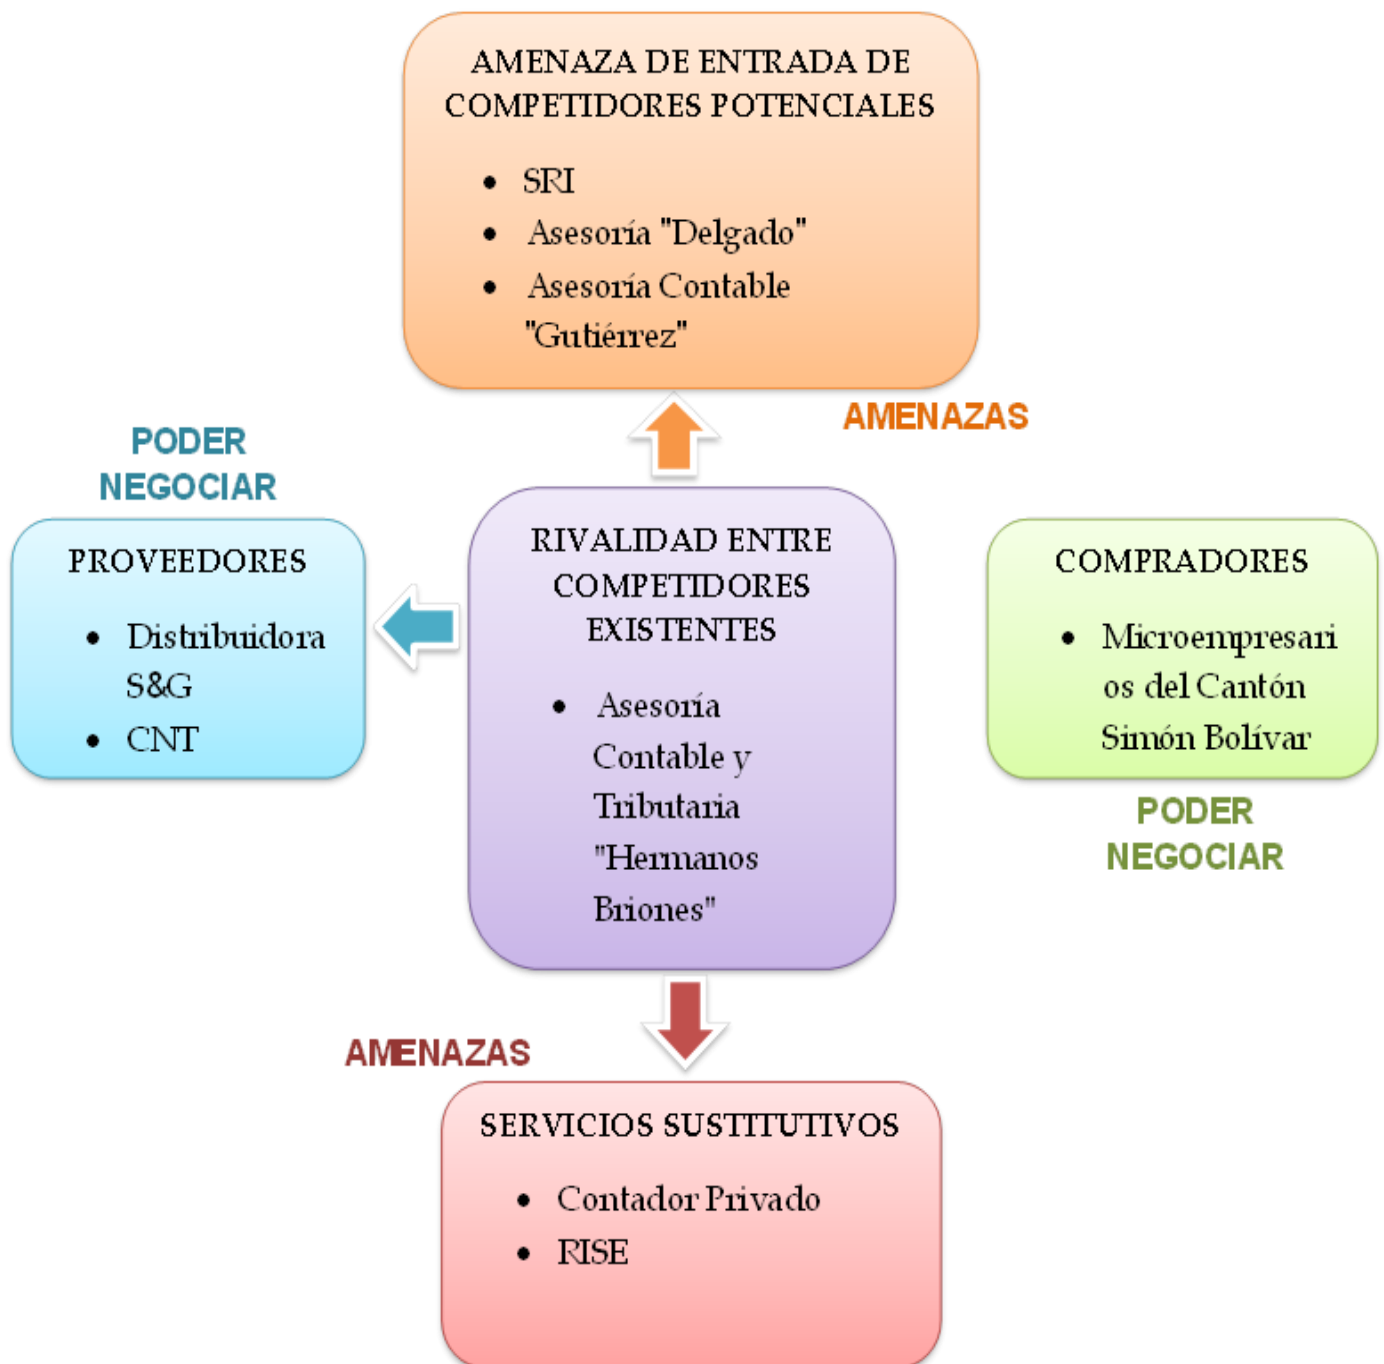 AMENAZA DE ENTRADA DE
COMPETIDORES POTENCIALES
• SRI
• Asesoría "Delgado"
• Asesoría Contable
"Gutiérrez"
AMENAZAS
PODER
NEGOCIAR
PROVEEDORES
• Distribuidora
S&G
• CNT
RIVALIDAD ENTRE
COMPETIDORES
EXISTENTES
• Asesoría
Contable y
Tributaria
"Hermanos
Briones"
COMPRADORES
• Microempresari
os del Cantón
Simón Bolívar
PODER
NEGOCIAR
AMENAZAS
SERVICIOS SUSTITUTIVOS
• Contador Privado
• RISE